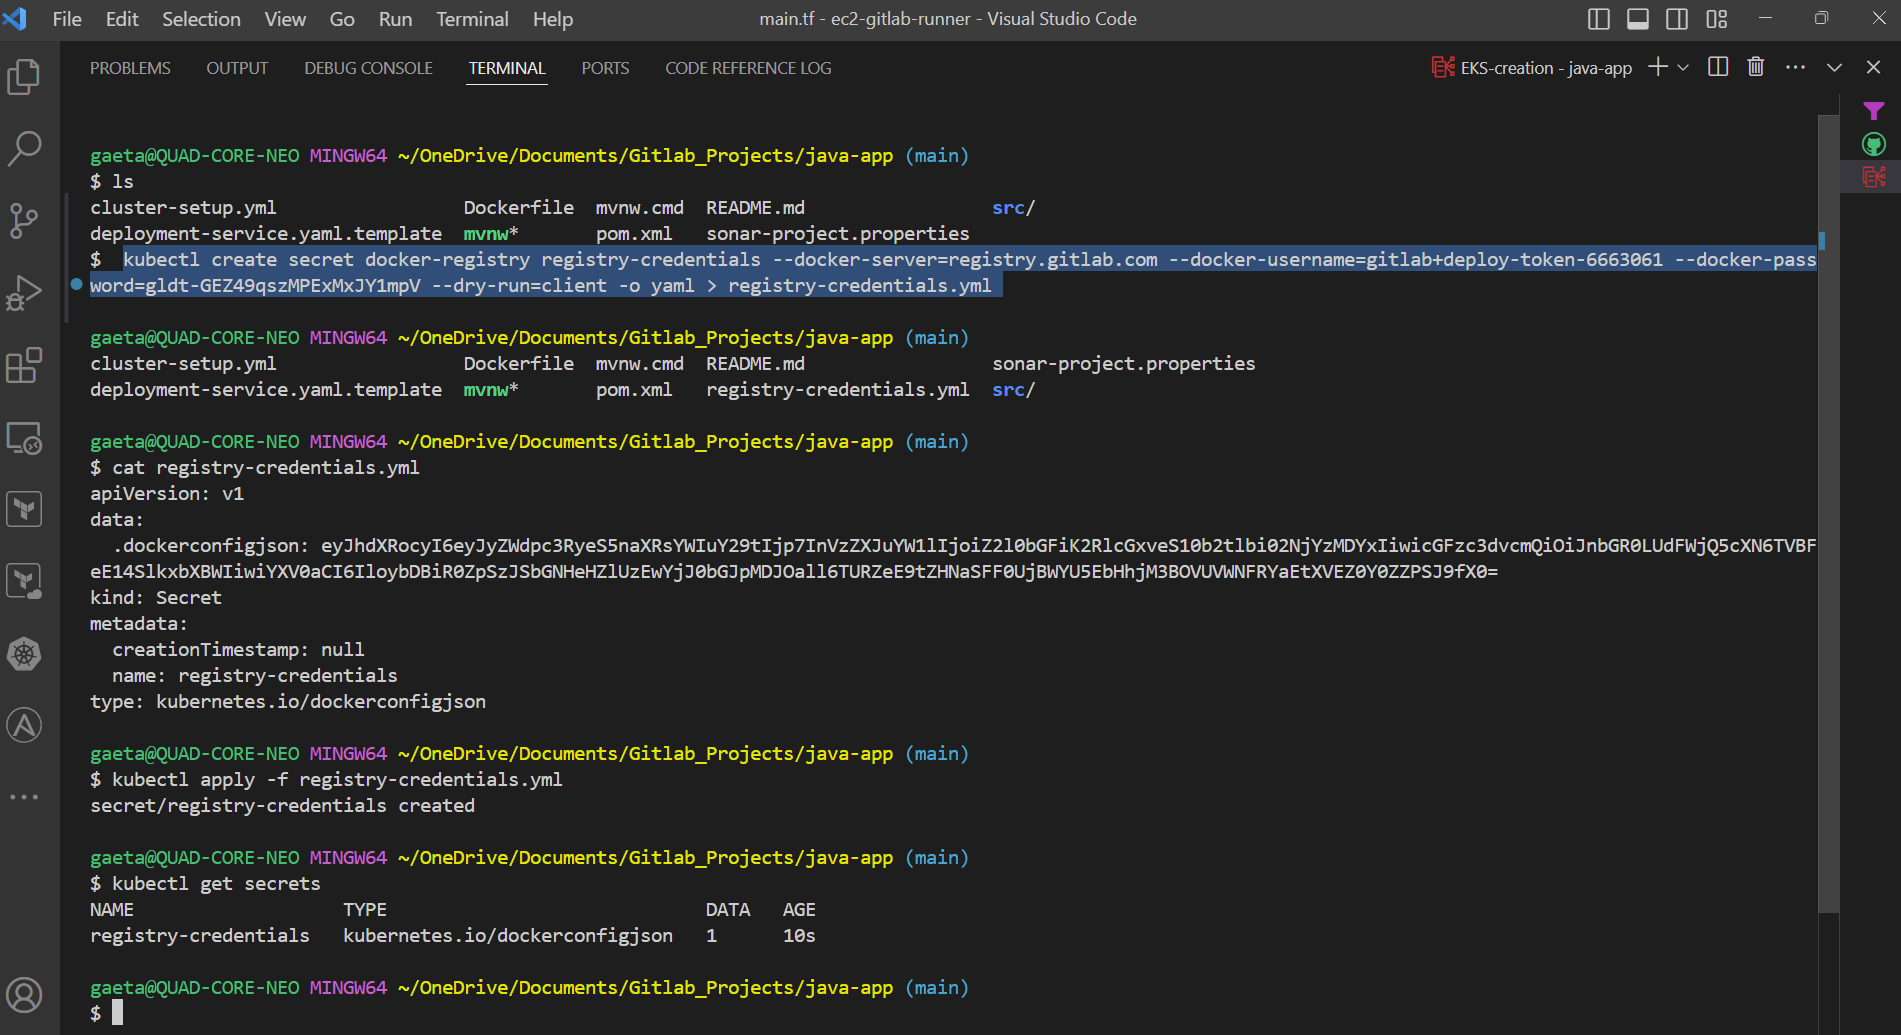 File Edit Selection View Go Run Terminal Help main.tf - ec2-gitlab-runner - Visual Studio Code
PROBLEMS OUTPUT DEBUG CONSOLE TERMINAL PORTS CODE REFERENCE LOG EKS-creation - java-app
gaeta@QUAD-CORE-NEO MINGW64 ~/OneDrive/Documents/Gitlab_Projects/java-app (main)
$ ls
cluster-setup.yml Dockerfile mvnw.cmd README.md src/
deployment-service.yaml.template mvnw* pom.xml sonar-project.properties
$ kubectl create secret docker-registry registry-credentials --docker-server=registry.gitlab.com --docker-username=gitlab+deploy-token-6663061 --docker-pass
word=gldt-GEZ49qszMPExMxJY1mpV --dry-run=client -o yaml > registry-credentials.yml
gaeta@QUAD-CORE-NEO MINGW64 ~/OneDrive/Documents/Gitlab_Projects/java-app (main)
cluster-setup.yml Dockerfile mvnw.cmd README.md sonar-project.properties
deployment-service.yaml.template mvnw* pom.xml registry-credentials.yml src/
gaeta@QUAD-CORE-NEO MINGW64 ~/OneDrive/Documents/Gitlab_Projects/java-app (main)
$ cat registry-credentials.yml
apiVersion: v1
data:
.dockerconfigjson: eyJhdXRocyI6eyJyZWdpc3RyeS5naXRsYWIuY29tIjp7InVzZXJuYW1lIjoiZ2l0bGFiK2RlcGxveS10b2tlbi02NjYzMDYxIiwicGFzc3dvcmQiOiJnbGR0LUdFWjQ5cXN6TVBF
eE14SlkxbXBWIiwiYXV0aCI6IloybDBiR0ZpSzJSbGNHeHZlUzEwYjJ0bGJpMDJOall6TURZeE9tZHNaSFF0UjBWYU5EbHhjM3BOVUVWNFRYaEtXVEZ0Y0ZZPSJ9fX0=
kind: Secret
metadata:
creationTimestamp: null
name: registry-credentials
type: kubernetes.io/dockerconfigjson
gaeta@QUAD-CORE-NEO MINGW64 ~/OneDrive/Documents/Gitlab_Projects/java-app (main)
$ kubectl apply -f registry-credentials.yml
secret/registry-credentials created
gaeta@QUAD-CORE-NEO MINGW64 ~/OneDrive/Documents/Gitlab_Projects/java-app (main)
$ kubectl get secrets
NAME TYPE DATA AGE
registry-credentials kubernetes.io/dockerconfigjson 1 10s
gaeta@QUAD-CORE-NEO MINGW64 ~/OneDrive/Documents/Gitlab_Projects/java-app (main)
$